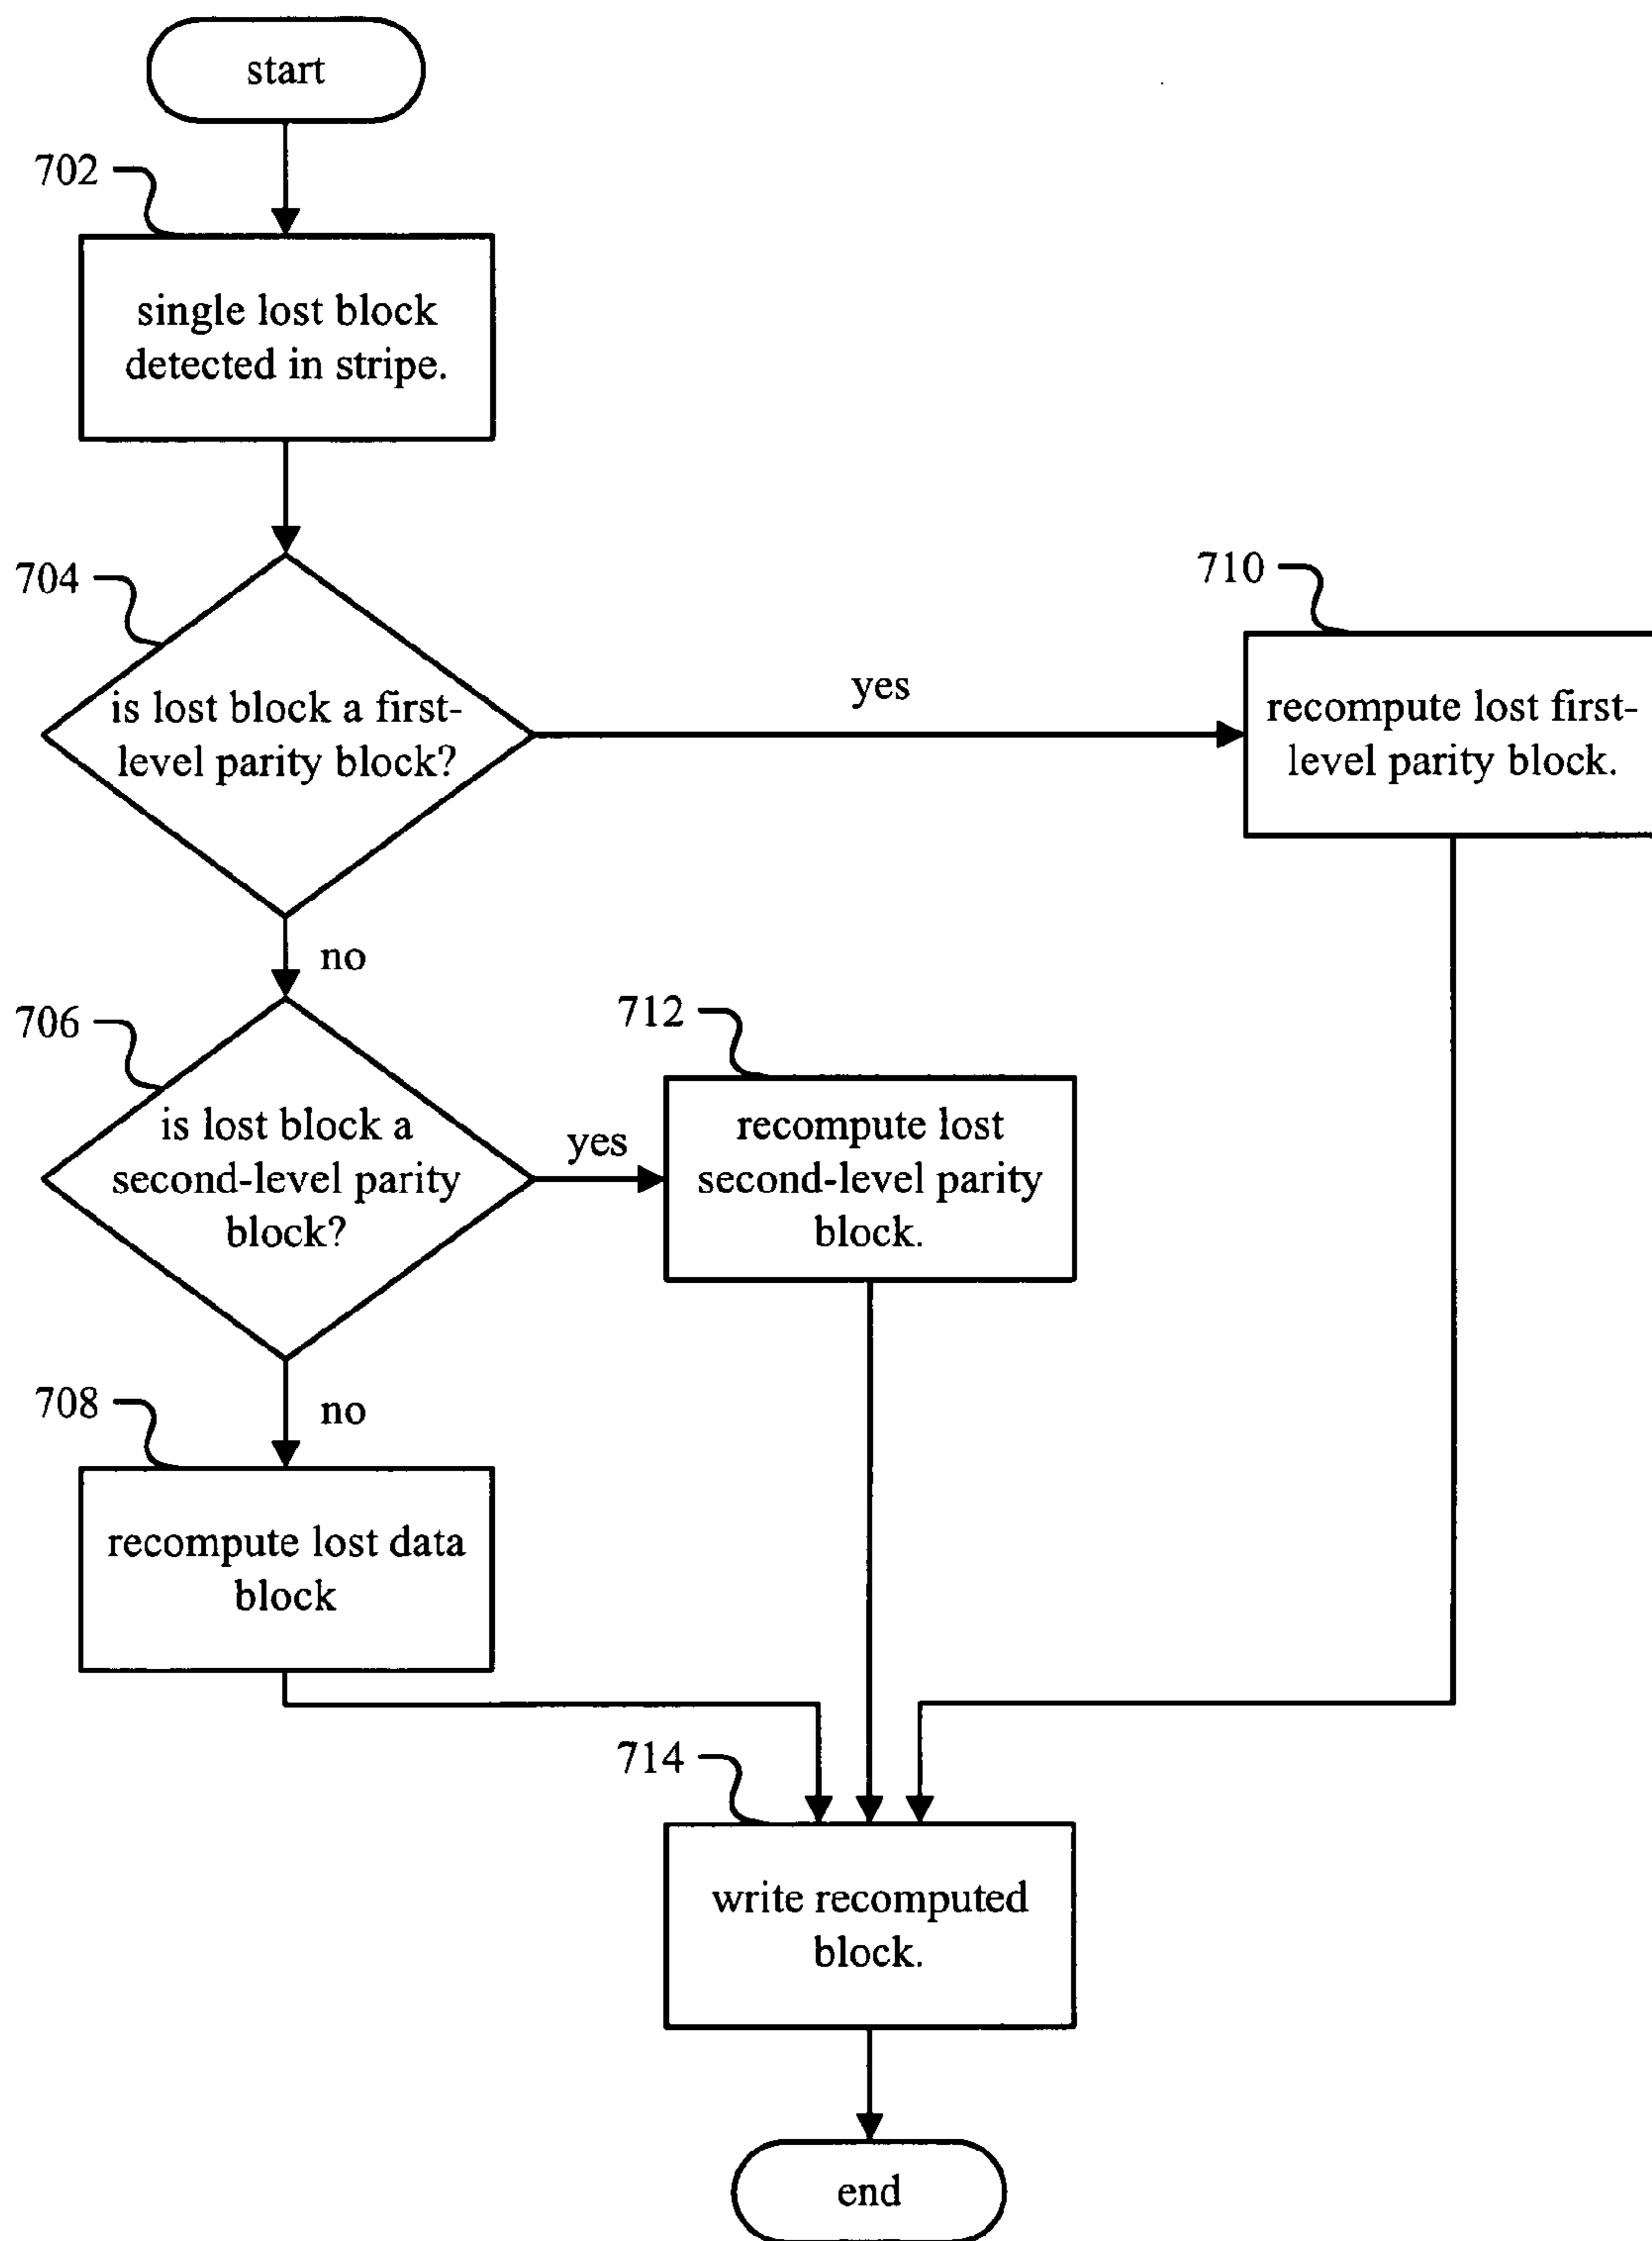 start
702
single lost block
detected in stripe.
704
is lost block a first-
level parity block?
yes
710
recompute lost first-
level parity block.
no
706
is lost block a
second-level parity
block?
yes
712
recompute lost
second-level parity
block.
no
708
recompute lost data
block
714
write recomputed
block.
end